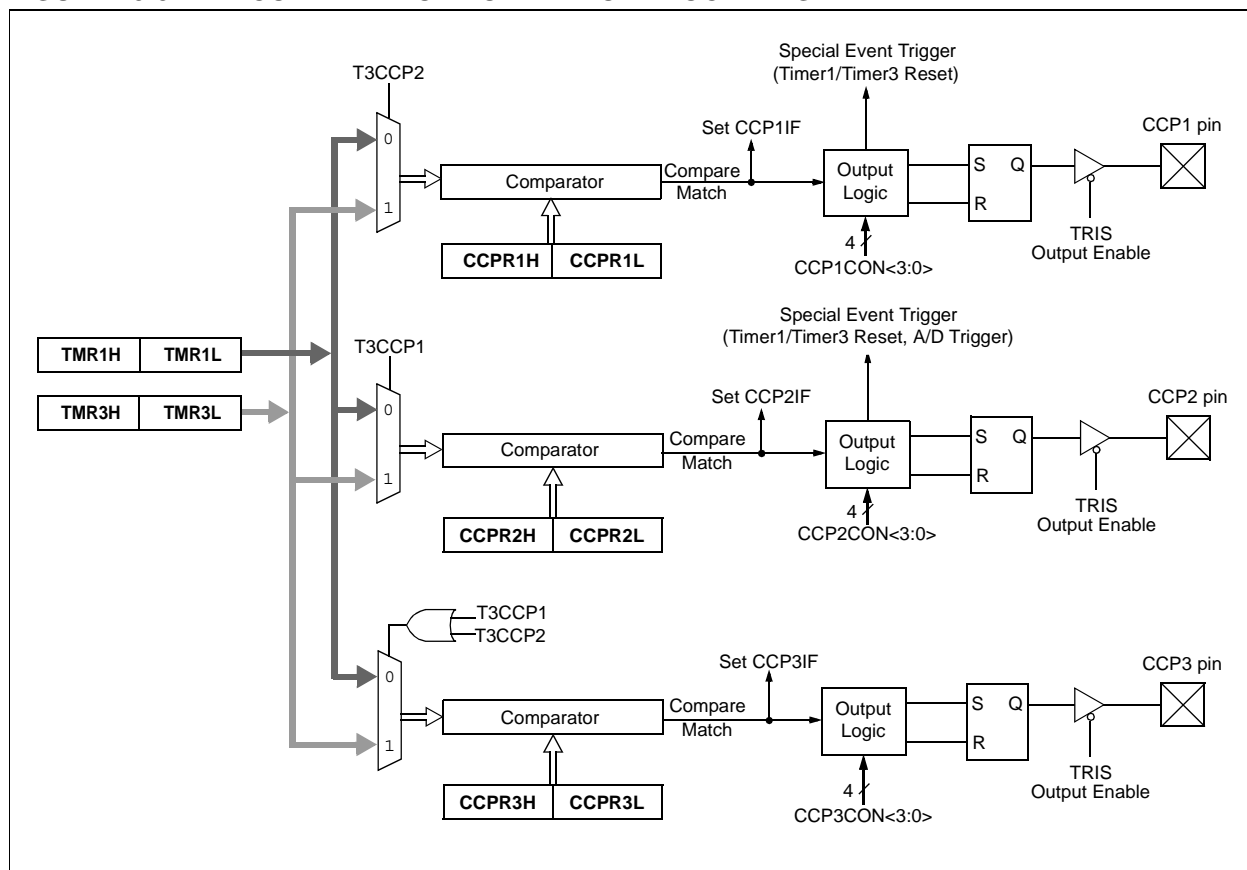 Special Event Trigger
(Timer1/Timer3 Reset)
T3CCP2
Set CCP1IF
CCP1 pin
0
1
Comparator
Compare
Match
Output
Logic
S Q
R
TRIS
Output Enable
CCPR1H CCPR1L
4
CCP1CON<3:0>
Special Event Trigger
(Timer1/Timer3 Reset, A/D Trigger)
TMR1H TMR1L
TMR3H TMR3L
T3CCP1
Set CCP2IF
CCP2 pin
0
1
Comparator
Compare
Match
Output
Logic
S Q
R
TRIS
Output Enable
CCPR2H CCPR2L
4
CCP2CON<3:0>
T3CCP1
T3CCP2
Set CCP3IF
CCP3 pin
0
1
Comparator
Compare
Match
Output
Logic
S Q
R
TRIS
Output Enable
CCPR3H CCPR3L
4
CCP3CON<3:0>